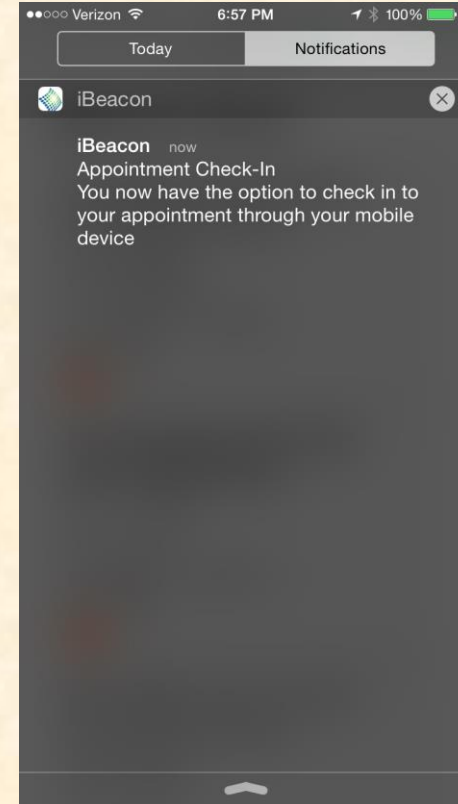 Verizon 6:57 PM 100%
Today Notifications
iBeacon
iBeacon now
Appointment Check-In
You now have the option to check in to
your appointment through your mobile
device